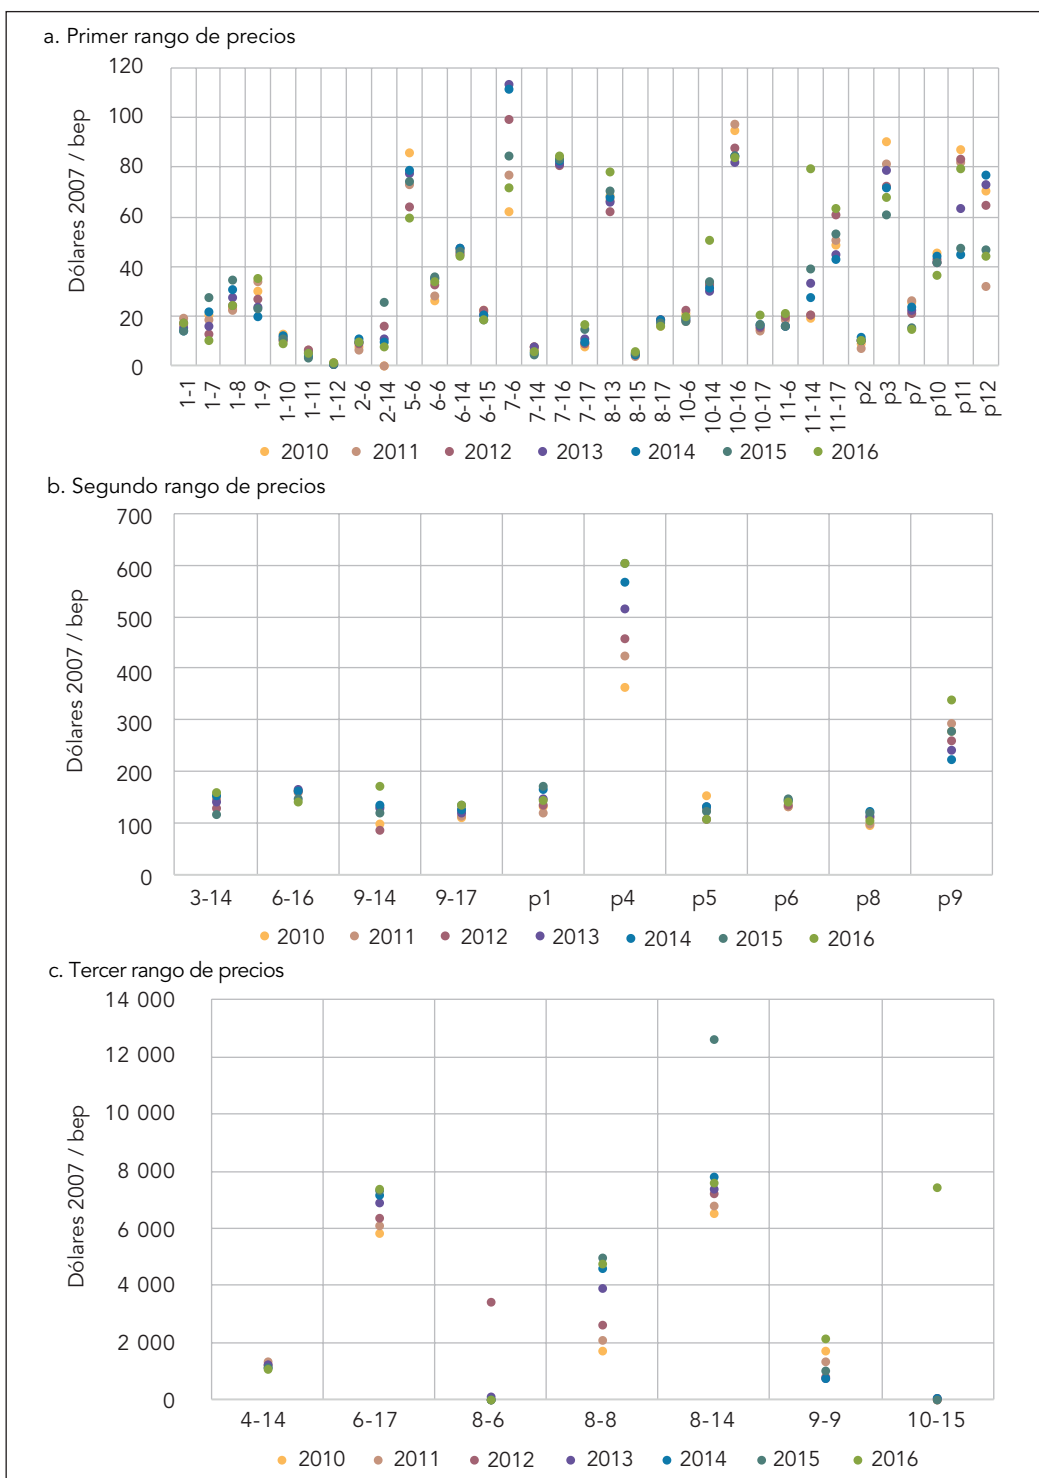 a. Primer rango de precios
Dólares 2007 / bep
120
100
80
60
40
20
0
1-1
1-7
1-8
1-9
1-10
1-11
1-12
2-6
2-14
5-6
6-6
6-14
6-15
7-6
7-14
7-16
7-17
8-13
8-15
8-17
10-6
10-14
10-16
10-17
11-6
11-14
11-17
p2
p3
p7
p10
p11
p12
2010 2011 2012 2013 2014 2015 2016
b. Segundo rango de precios
Dólares 2007 / bep
700
600
500
400
300
200
100
0
3-14 6-16 9-14 9-17 p1 p4 p5 p6 p8 p9
2010 2011 2012 2013 2014 2015 2016
c. Tercer rango de precios
Dólares 2007 / bep
14 000
12 000
10 000
8 000
6 000
4 000
2 000
0
4-14 6-17 8-6 8-8 8-14 9-9 10-15
2010 2011 2012 2013 2014 2015 2016